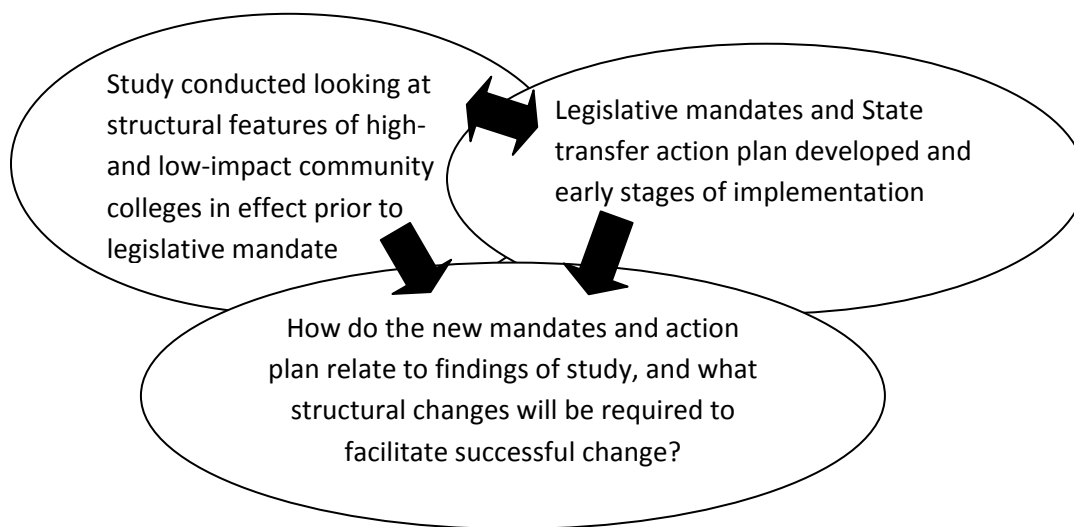 Study conducted looking at
structural features of high-
and low-impact community
colleges in effect prior to
legislative mandate
Legislative mandates and State
transfer action plan developed and
early stages of implementation
How do the new mandates and action
plan relate to findings of study, and what
structural changes will be required to
facilitate successful change?